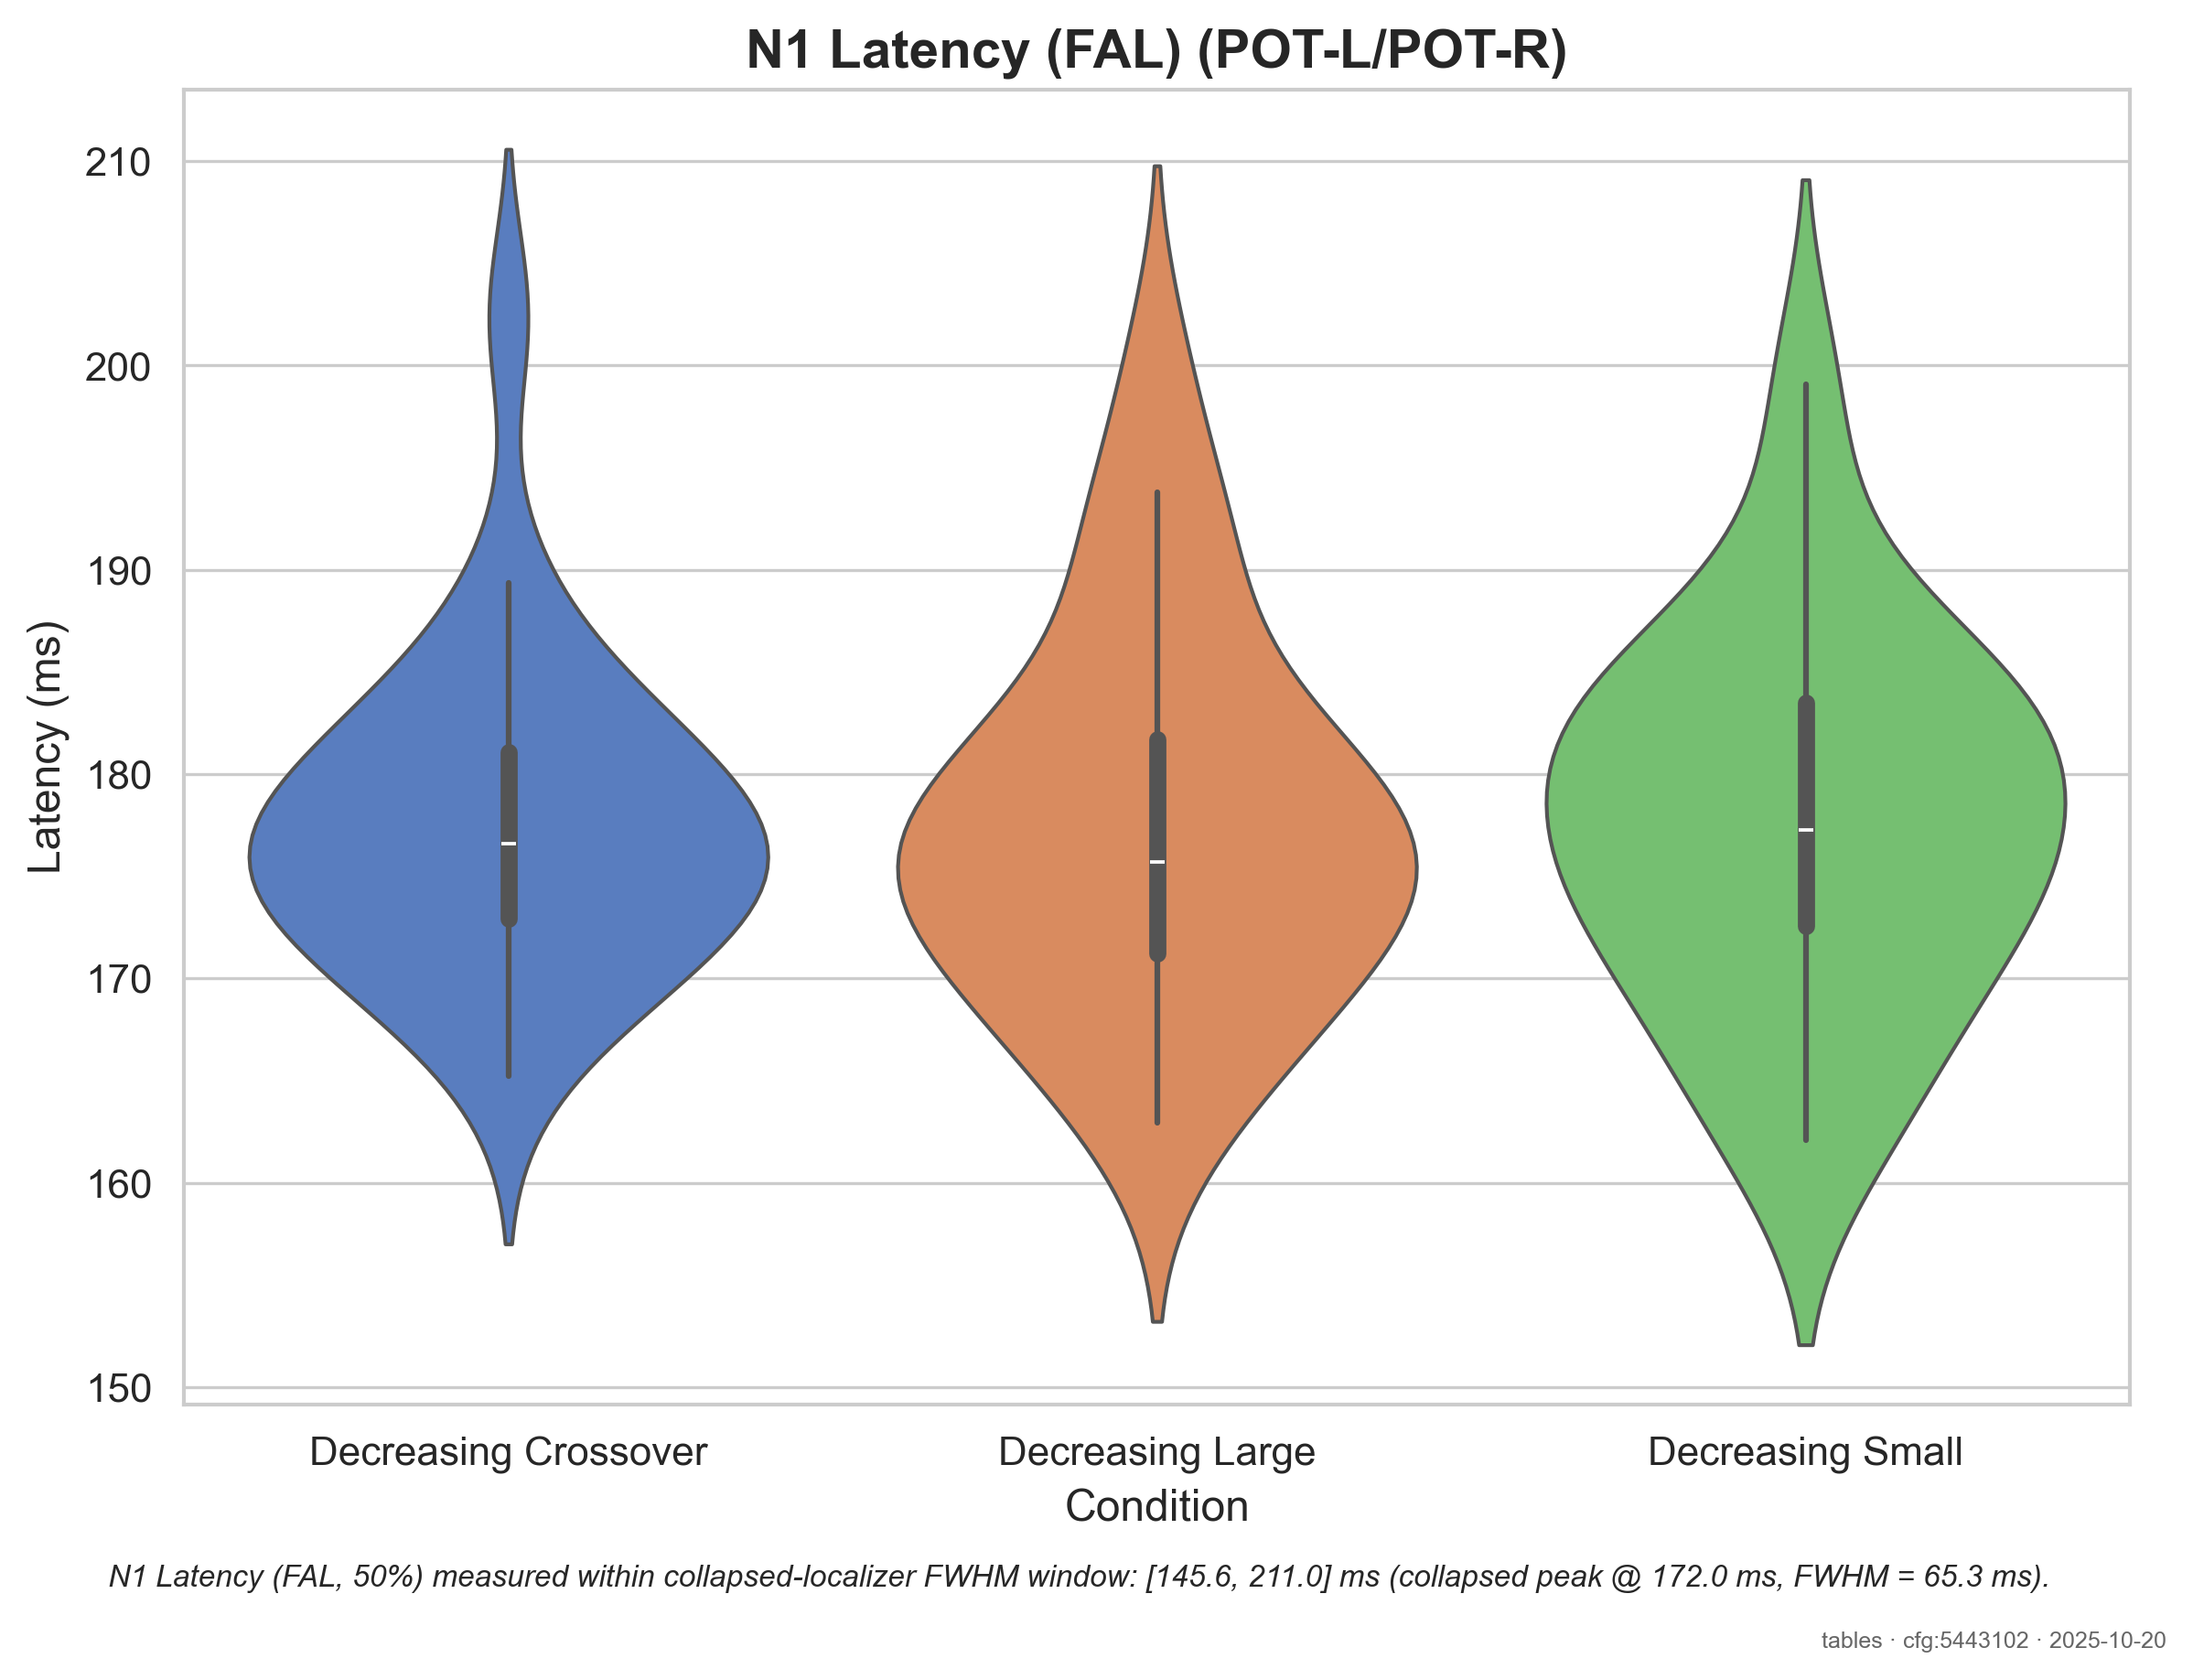 N1 Latency (FAL) (POT-L/POT-R)
Latency (ms)
210
200
190
180
170
160
150
Decreasing Crossover
Decreasing Large
Decreasing Small
Condition
N1 Latency (FAL, 50%) measured within collapsed-localizer FWHM window: [145.6, 211.0] ms (collapsed peak @ 172.0 ms, FWHM = 65.3 ms).
tables · cfg:5443102 · 2025-10-20